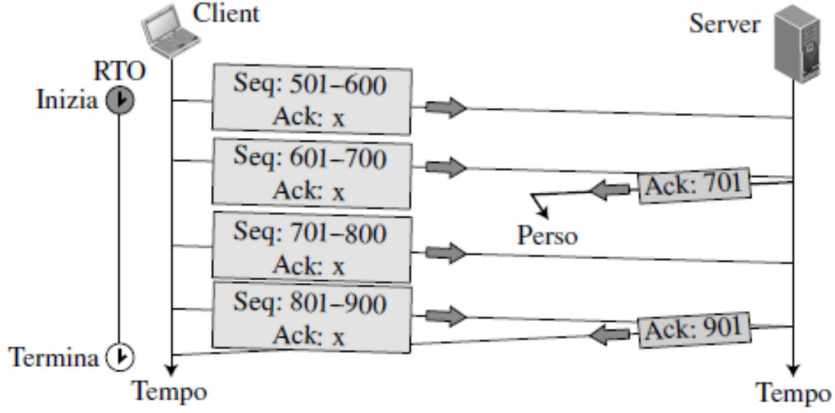 Client
Server
RTO
Inizia
Seq: 501–600
Ack: x
Seq: 601–700
Ack: x
Ack: 701
Perso
Seq: 701–800
Ack: x
Seq: 801–900
Ack: x
Ack: 901
Termina
Tempo
Tempo